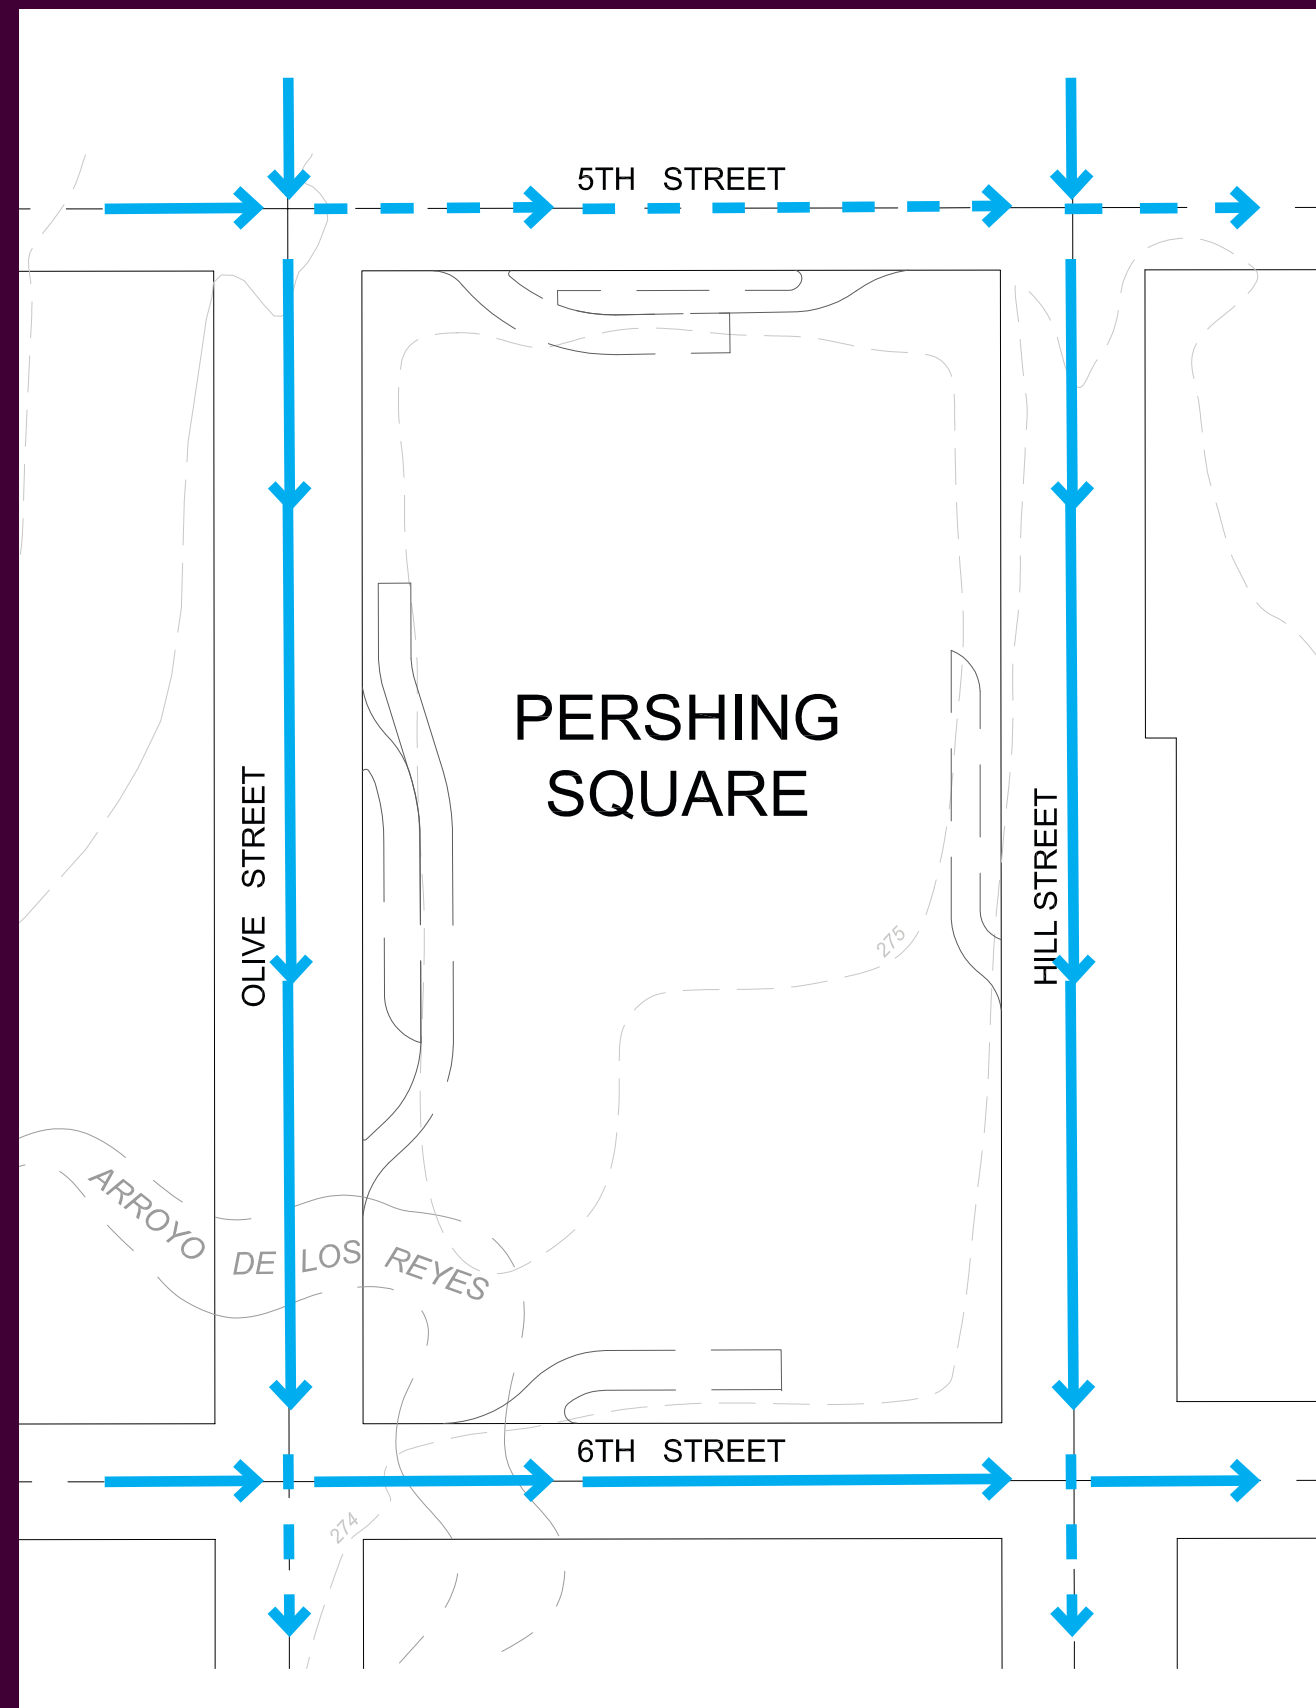 5TH STREET
PERSHING
SQUARE
OLIVE STREET
HILL STREET
275
ARROYO DE LOS REYES
6TH STREET
274